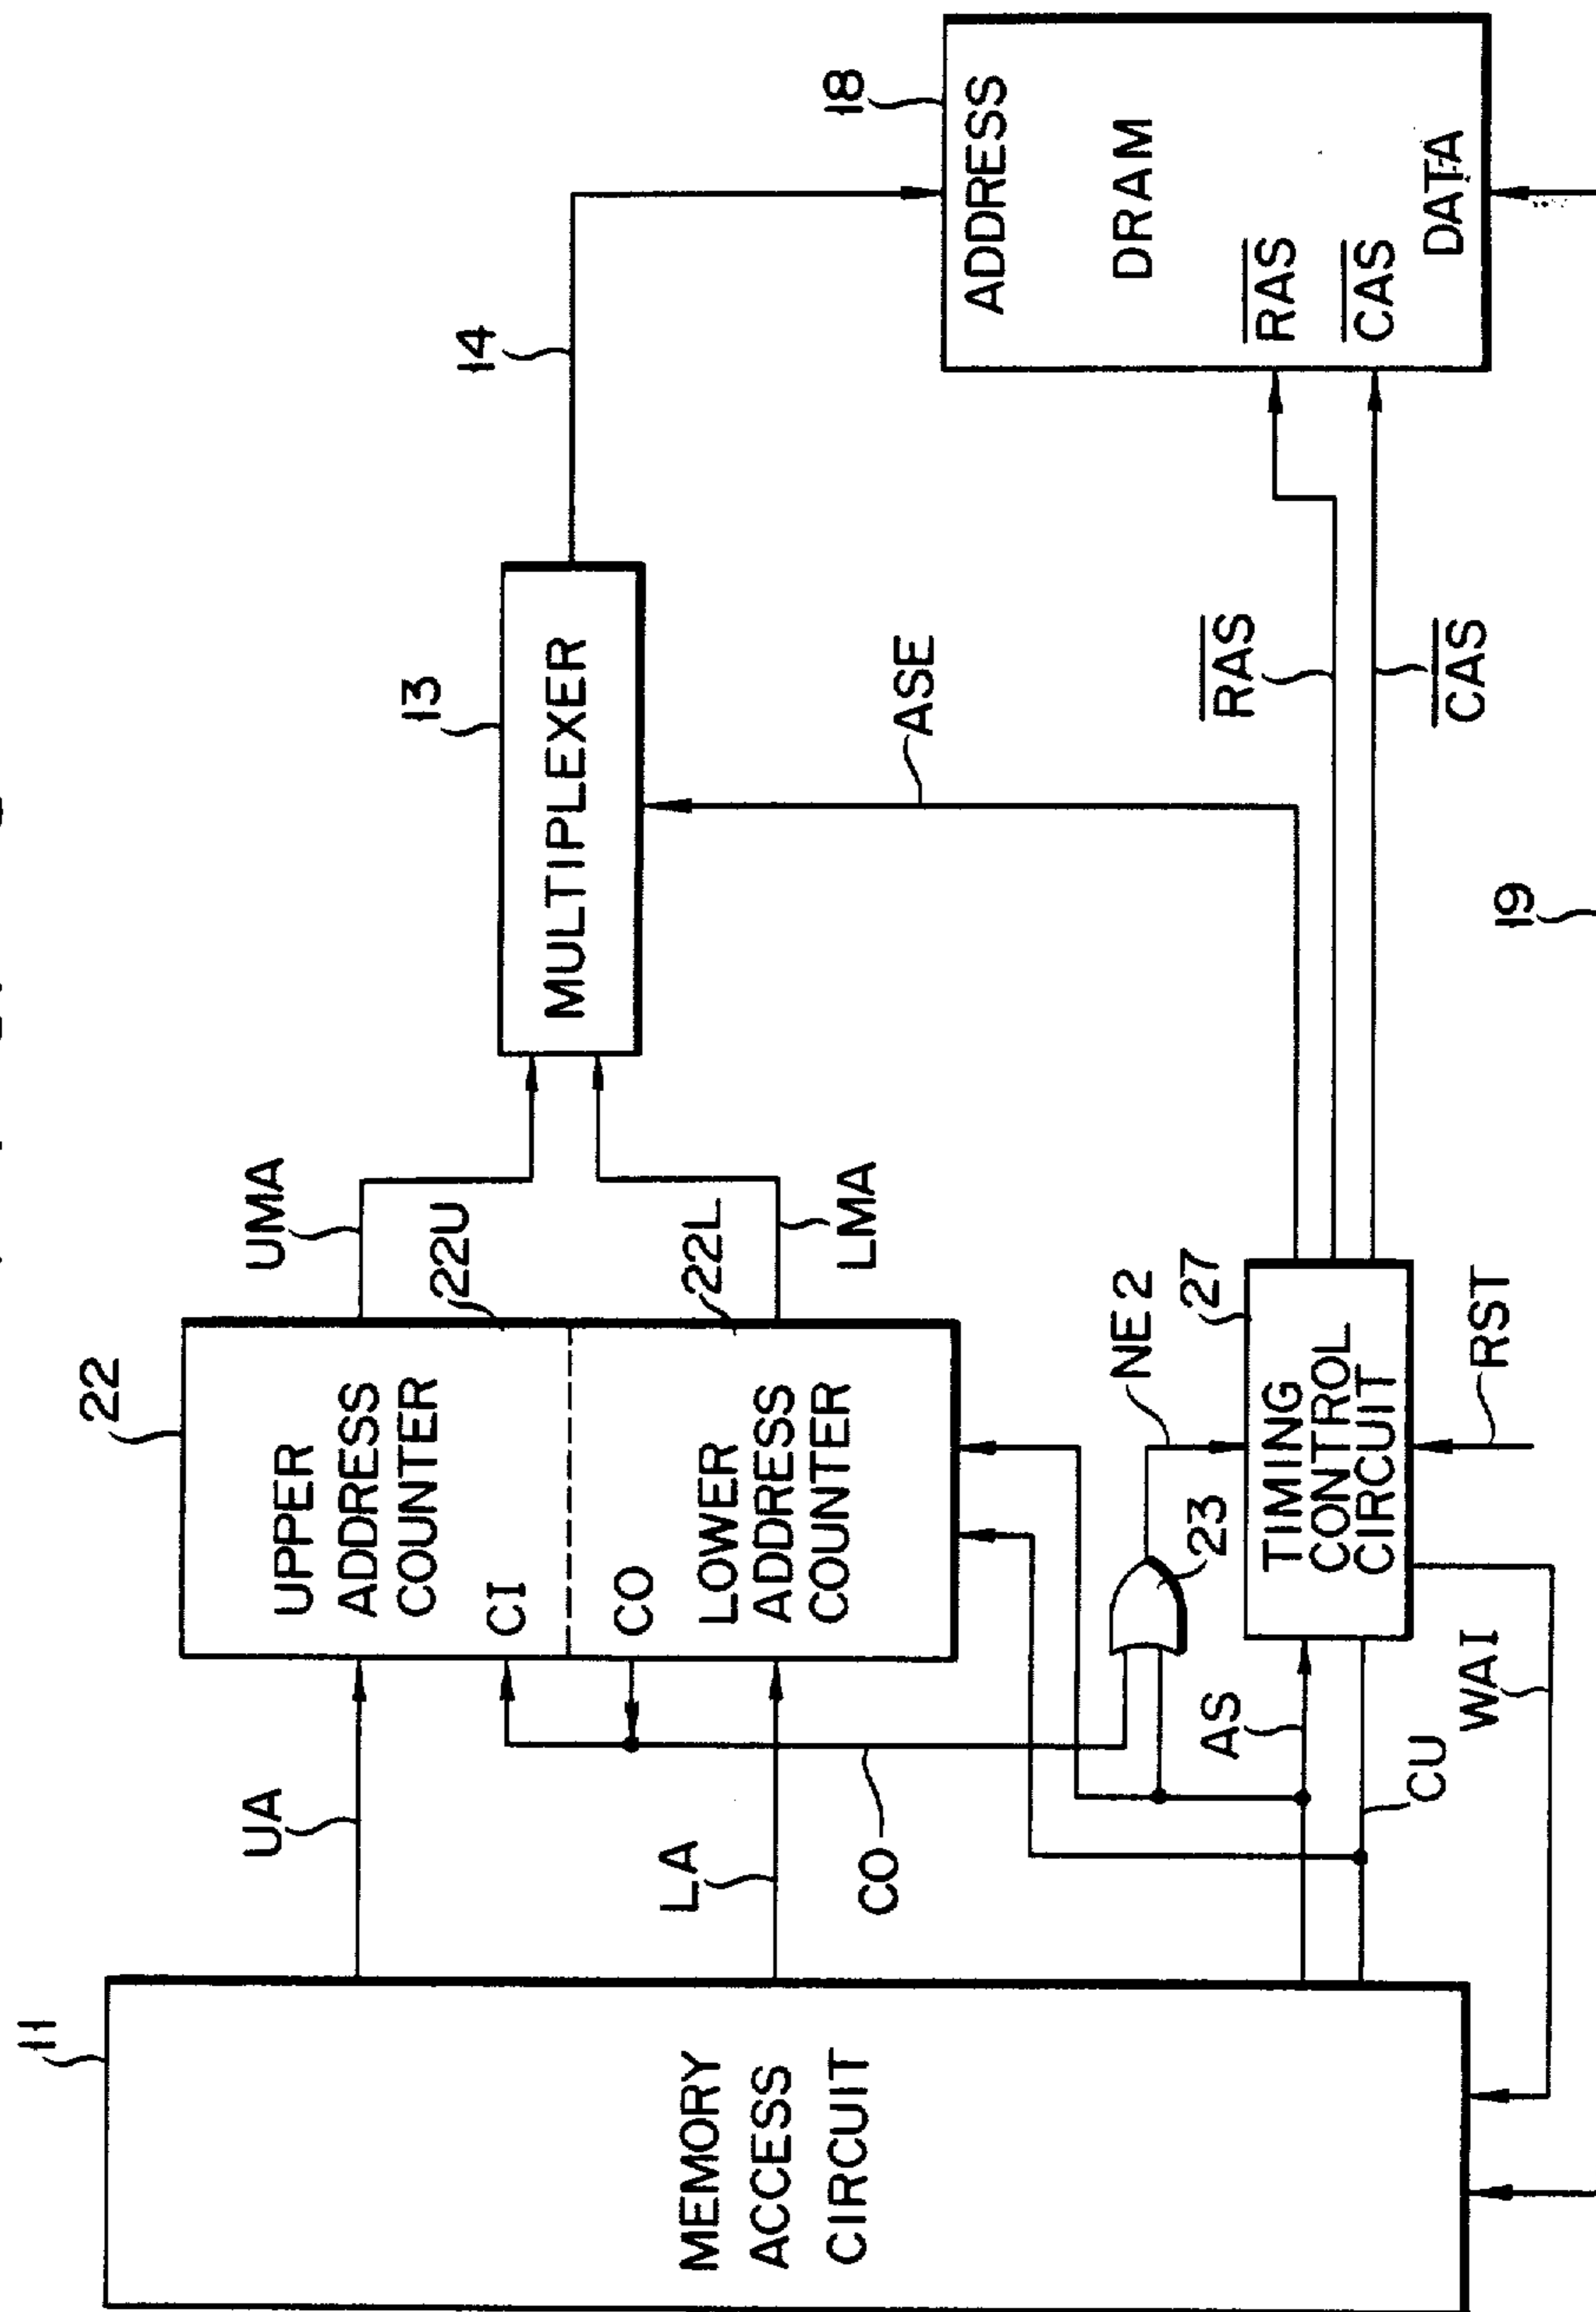 11
MEMORY
ACCESS
CIRCUIT
UA
LA
CO
AS
CU
WAI
22
UPPER
ADDRESS
COUNTER
CI
CO
LOWER
ADDRESS
COUNTER
22U
22L
UMA
LMA
23
NE2
27
TIMING
CONTROL
CIRCUIT
RST
13
MULTIPLEXER
ASE
RAS
CAS
14
18
ADDRESS
DRAM
RAS
CAS
DATA
19